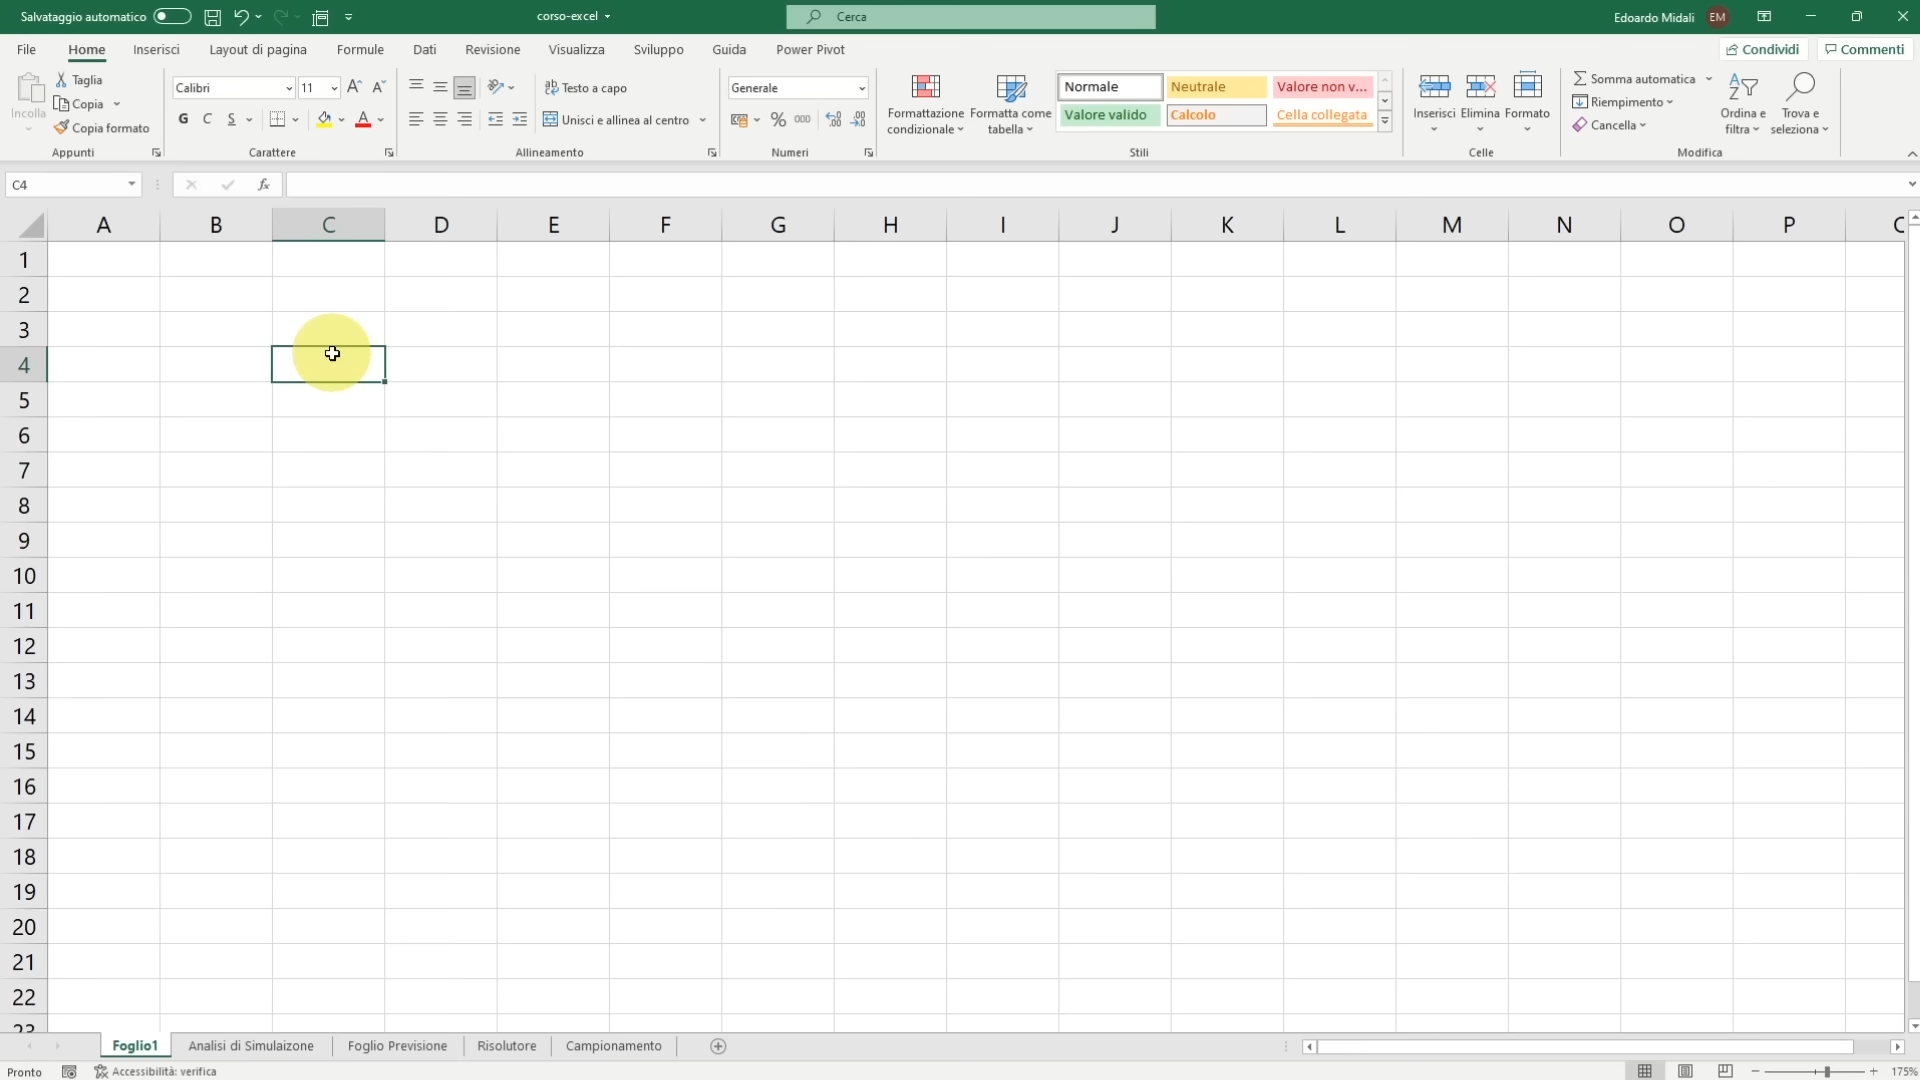 Salvataggio automatico
corso-excel
Cerca
Edoardo Midali EM
File Home Inserisci Layout di pagina Formule Dati Revisione Visualizza Sviluppo Guida Power Pivot
Condividi Commenti
Incolla
Taglia
Copia
Copia formato
Appunti
Calibri 11
G C S
A
Carattere
Testo a capo
Unisci e allinea al centro
Allineamento
Generale
% 000
Numeri
Formattazione condizionale
Formatta come tabella
Normale Neutrale Valore non v...
Valore valido Calcolo Cella collegata
Stili
Inserisci Elimina Formato
Celle
Somma automatica
Riempimento
Cancella
Ordina e filtra
Trova e seleziona
Modifica
C4
fx
A B C D E F G H I J K L M N O P
1
2
3
4
5
6
7
8
9
10
11
12
13
14
15
16
17
18
19
20
21
22
23
Foglio1 Analisi di Simulaizone Foglio Previsione Risolutore Campionamento
Pronto Accessibilità: verifica
175%